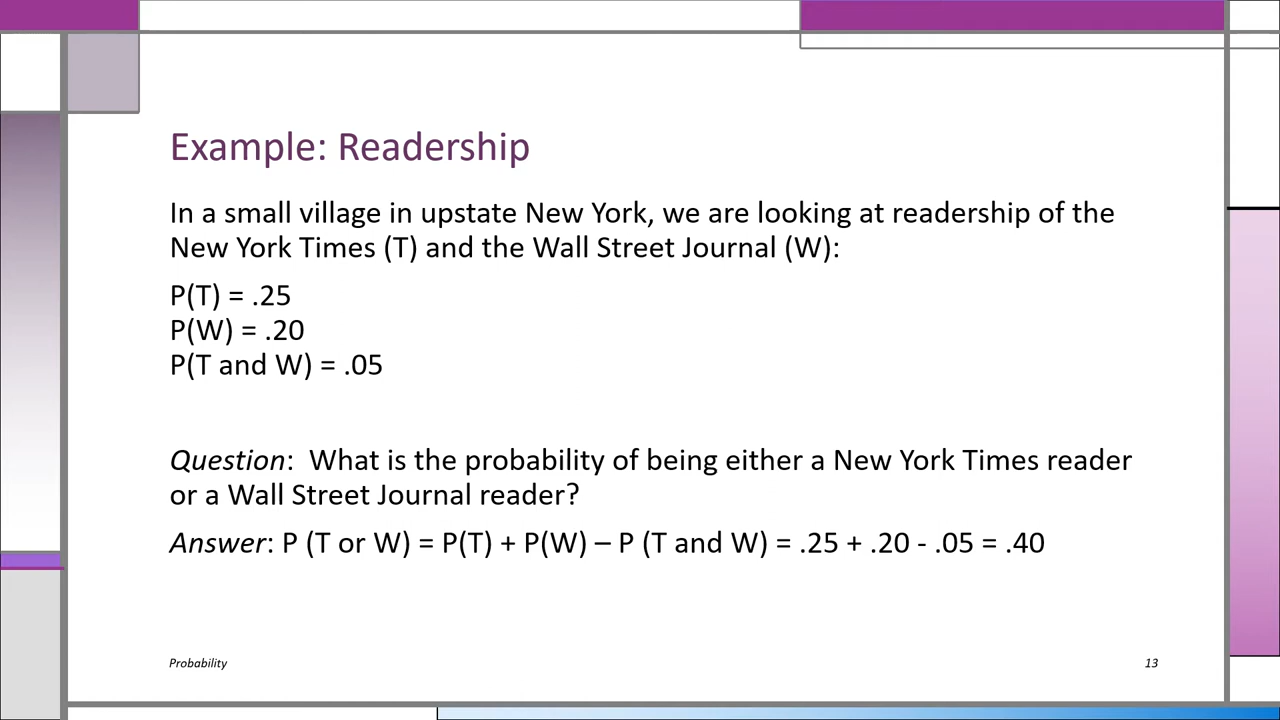 Example: Readership
In a small village in upstate New York, we are looking at readership of the
New York Times (T) and the Wall Street Journal (W):
P(T) = .25
P(W) = .20
P(T and W) = .05
Question:  What is the probability of being either a New York Times reader
or a Wall Street Journal reader?
Answer: P (T or W) = P(T) + P(W) – P (T and W) = .25 + .20 - .05 = .40
Probability
13